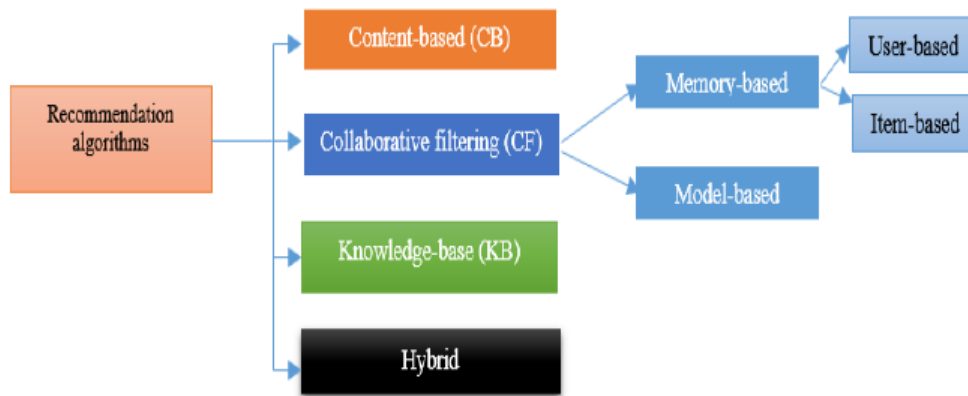 Recommendation
algorithms
Content-based (CB)
Collaborative filtering (CF)
Knowledge-base (KB)
Hybrid
Memory-based
Model-based
User-based
Item-based